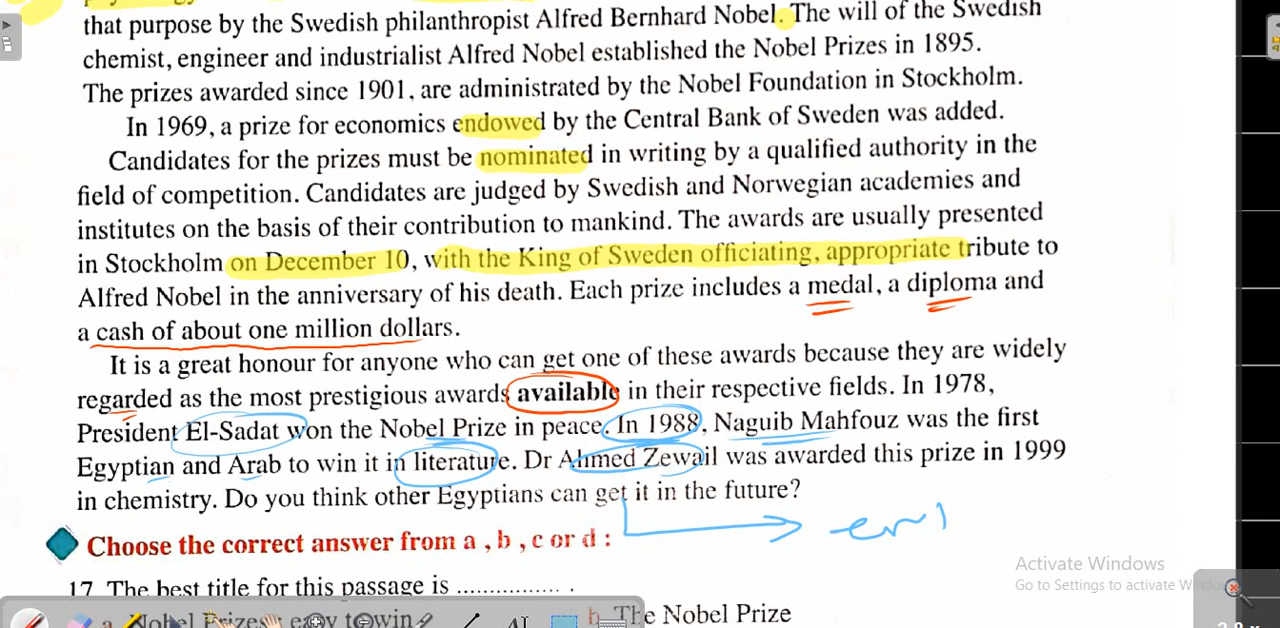 that purpose by the Swedish philanthropist Alfred Bernhard Nobel. The will of the Swedish
chemist, engineer and industrialist Alfred Nobel established the Nobel Prizes in 1895.
The prizes awarded since 1901, are administrated by the Nobel Foundation in Stockholm.
In 1969, a prize for economics endowed by the Central Bank of Sweden was added.
Candidates for the prizes must be nominated in writing by a qualified authority in the
field of competition. Candidates are judged by Swedish and Norwegian academies and
institutes on the basis of their contribution to mankind. The awards are usually presented
in Stockholm on December 10, with the King of Sweden officiating, appropriate tribute to
Alfred Nobel in the anniversary of his death. Each prize includes a medal, a diploma and
a cash of about one million dollars.
It is a great honour for anyone who can get one of these awards because they are widely
regarded as the most prestigious awards available in their respective fields. In 1978,
President El-Sadat won the Nobel Prize in peace. In 1988, Naguib Mahfouz was the first
Egyptian and Arab to win it in literature. Dr Ahmed Zewail was awarded this prize in 1999
in chemistry. Do you think other Egyptians can get it in the future?
Choose the correct answer from a , b , c or d :
Activate Windows
Go to Settings to activate Windows
17. The best title for this passage is ................ .
a. Nobel Prizes easy to win
b. The Nobel Prize